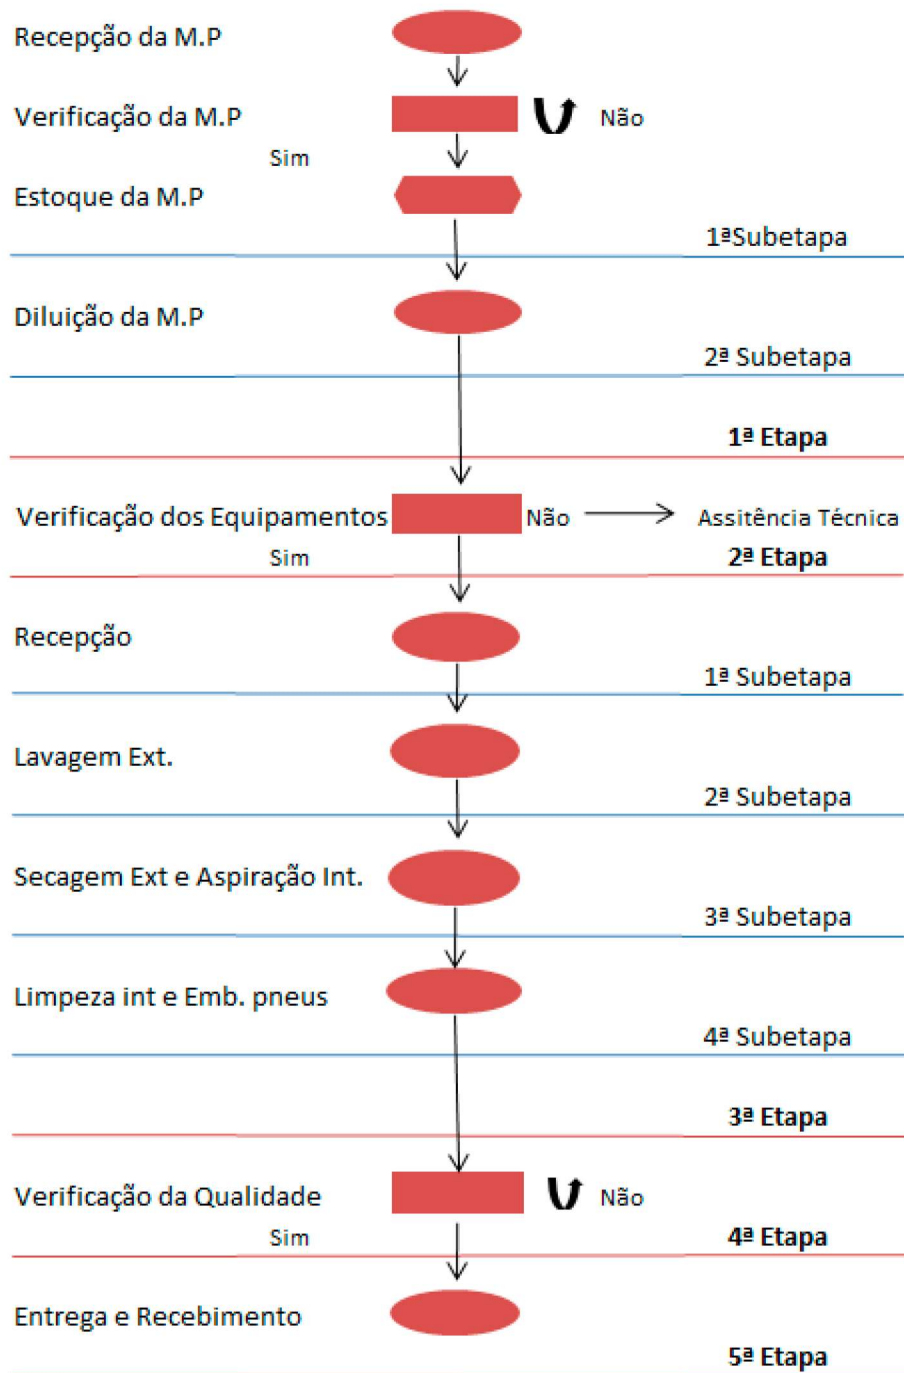 Recepção da M.P
Verificação da M.P Não
Sim
Estoque da M.P
1ªSubetapa
Diluição da M.P
2ª Subetapa
1ª Etapa
Verificação dos Equipamentos Não Assitência Técnica
Sim 2ª Etapa
Recepção
1ª Subetapa
Lavagem Ext.
2ª Subetapa
Secagem Ext e Aspiração Int.
3ª Subetapa
Limpeza int e Emb. pneus
4ª Subetapa
3ª Etapa
Verificação da Qualidade Não
Sim 4ª Etapa
Entrega e Recebimento
5ª Etapa